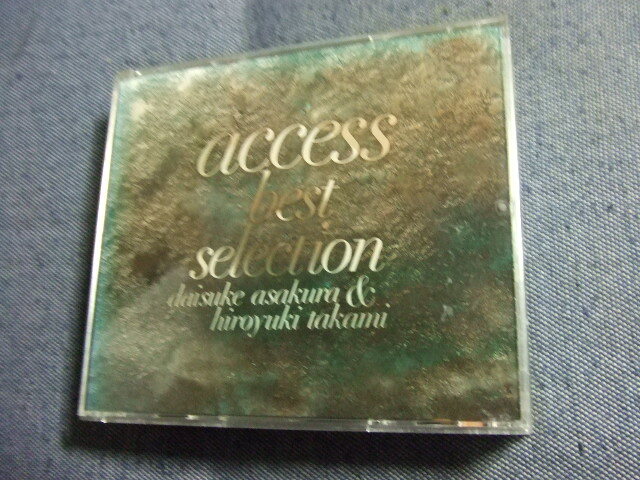 access
best
selection
daisuke asakura &
hiroyuki takami